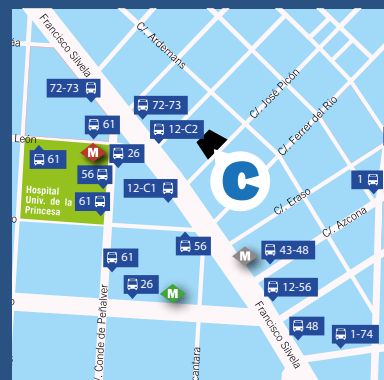 Francisco Silvela
C/. Ardemans
da
72-73
72-73
C/. José Picón
61
12-C2
C/. Ferrer del Río
León
61
M
26
56
C
12-C1
1
Hospital
Univ. de la
Princesa
61
C/. Eraso
C/. Azcona
56
M
43-48
61
26
M
12-56
. Conde de Peñalver
Francisco Silvela
48
1-74
cantara